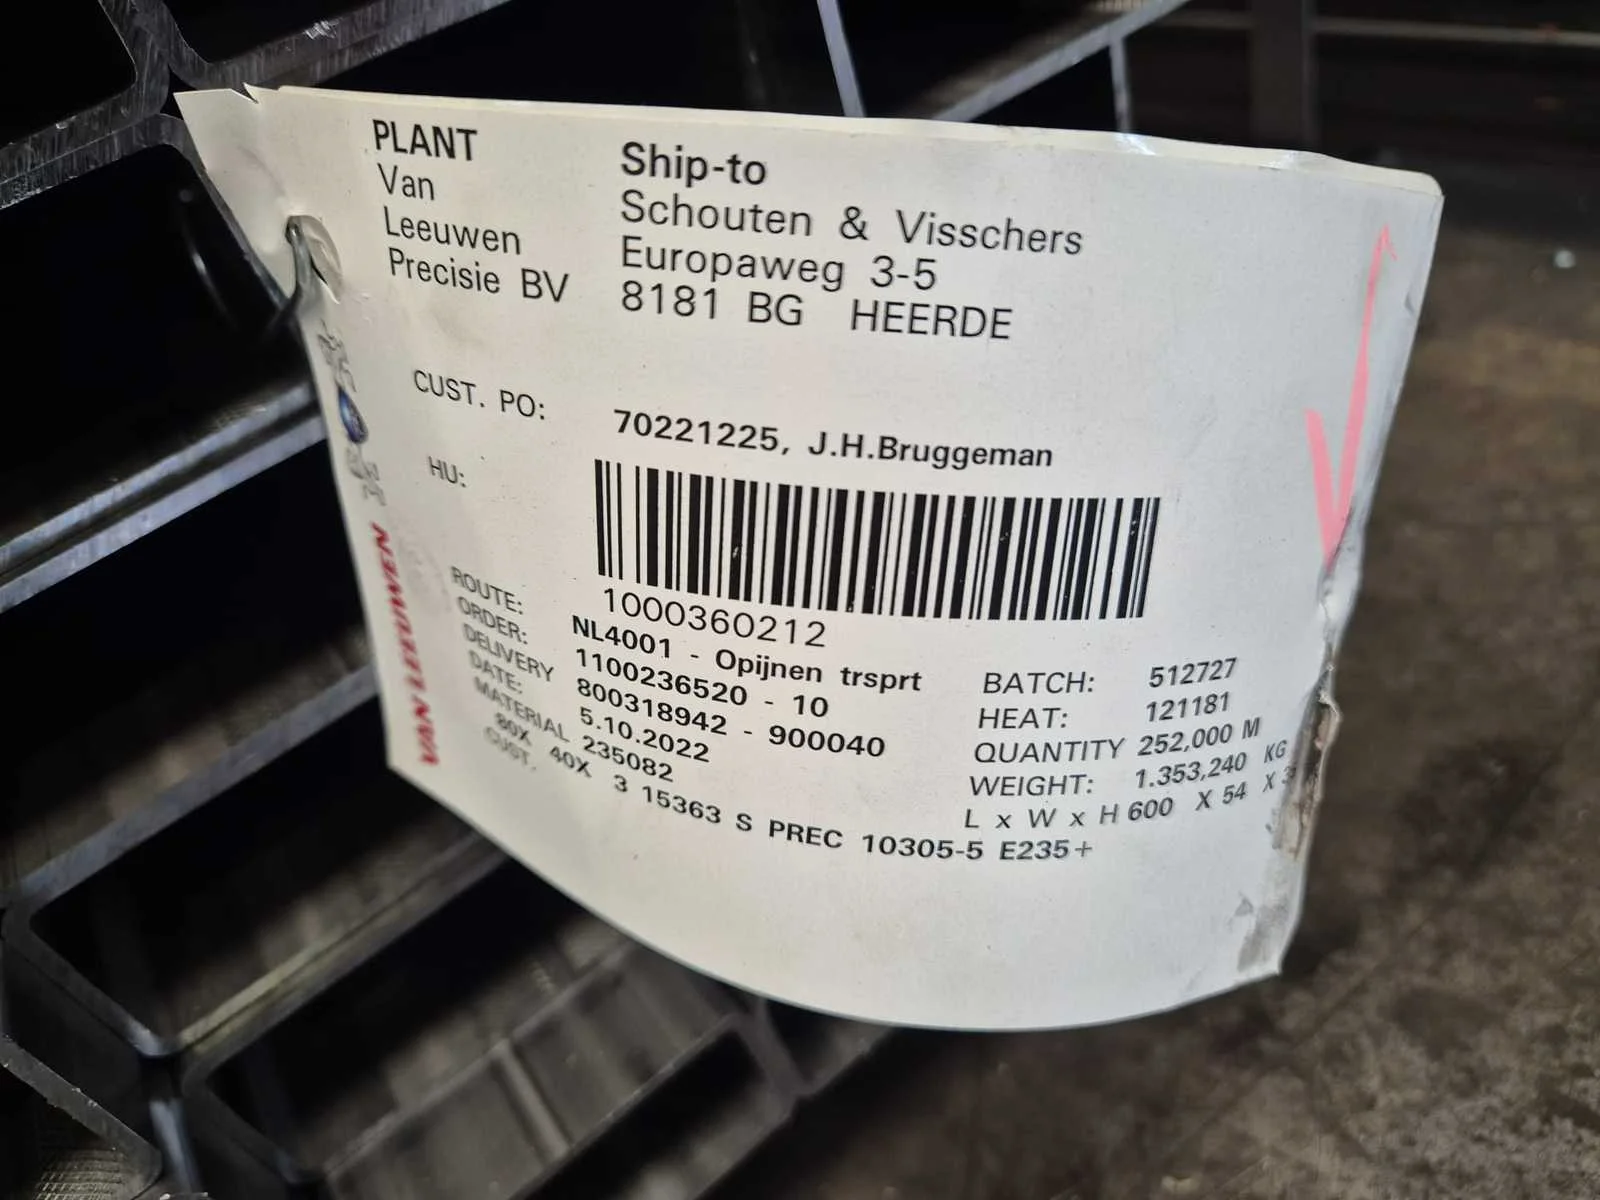 PLANT
Van
Leeuwen
Precisie BV
Ship-to
Schouten & Visschers
Europaweg 3-5
8181 BG HEERDE
CUST. PO: 70221225, J.H.Bruggeman
HU:
1000360212
ROUTE: NL4001 - Opijnen trsprt
ORDER: 1100236520 - 10
DELIVERY 800318942 - 900040
DATE: 5.10.2022
MATERIAL 235082
80X 40X 3 15363 S PREC 10305-5 E235+
CUST.
BATCH: 512727
HEAT: 121181
QUANTITY 252,000 M
WEIGHT: 1.353,240 KG
L x W x H 600 X 54 X
VAN LEEUWEN